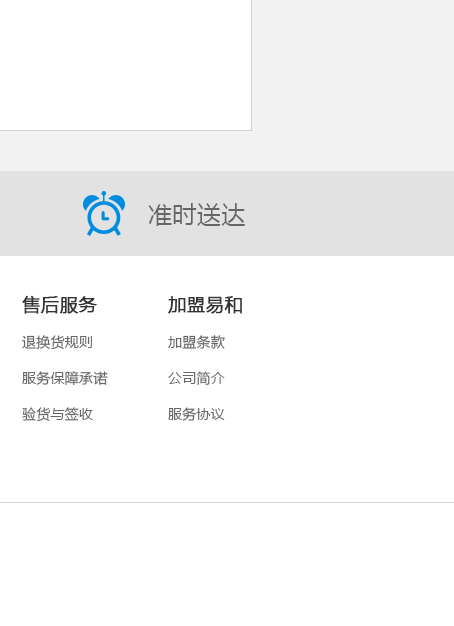 准时送达
售后服务
加盟易和
退换货规则
加盟条款
服务保障承诺
公司简介
验货与签收
服务协议